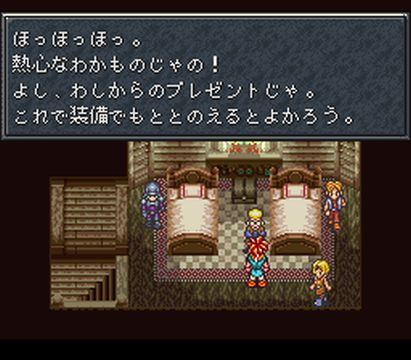 ほっほっほっ。
熱心なわかものじゃの！
よし、わしからのプレゼントじゃ。
これで装備でもととのえるとよかろう。